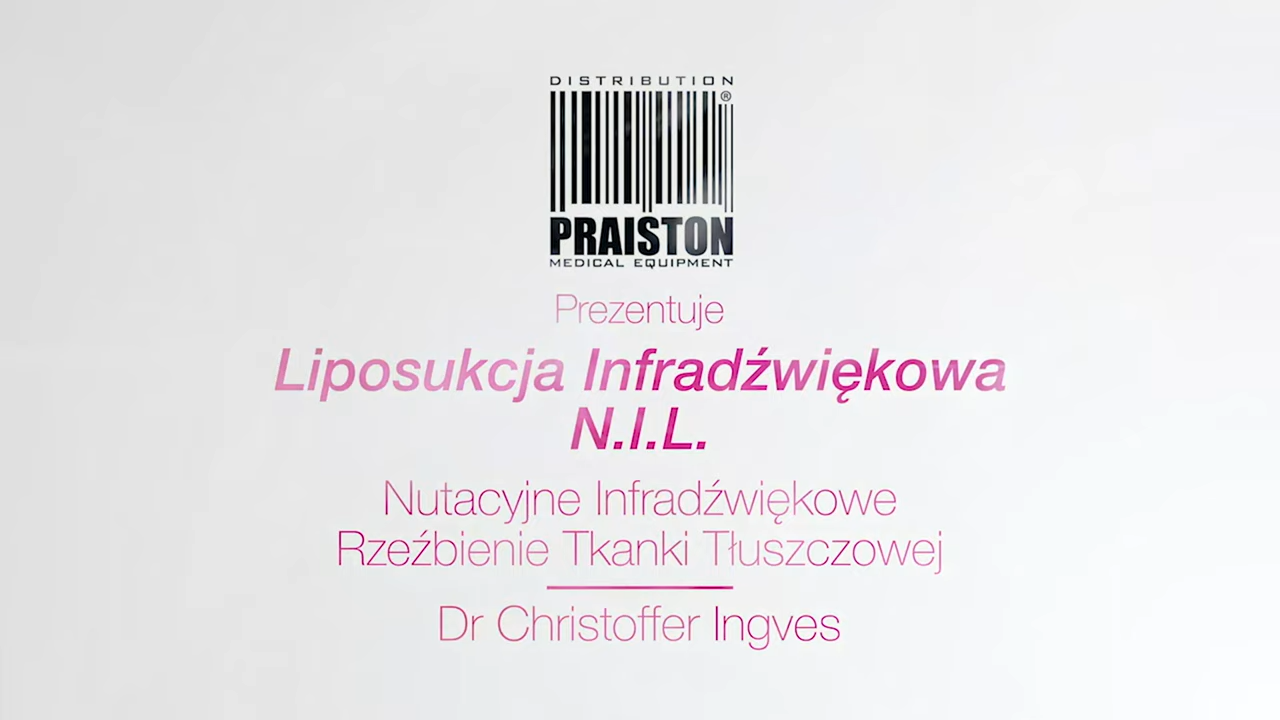 DISTRIBUTION
®
PRAISTON
MEDICAL EQUIPMENT
Prezentuje
Liposukcja Infradźwiękowa
N.I.L.
Nutacyjne Infradźwiękowe
Rzeźbienie Tkanki Tłuszczowej
Dr Christoffer Ingves